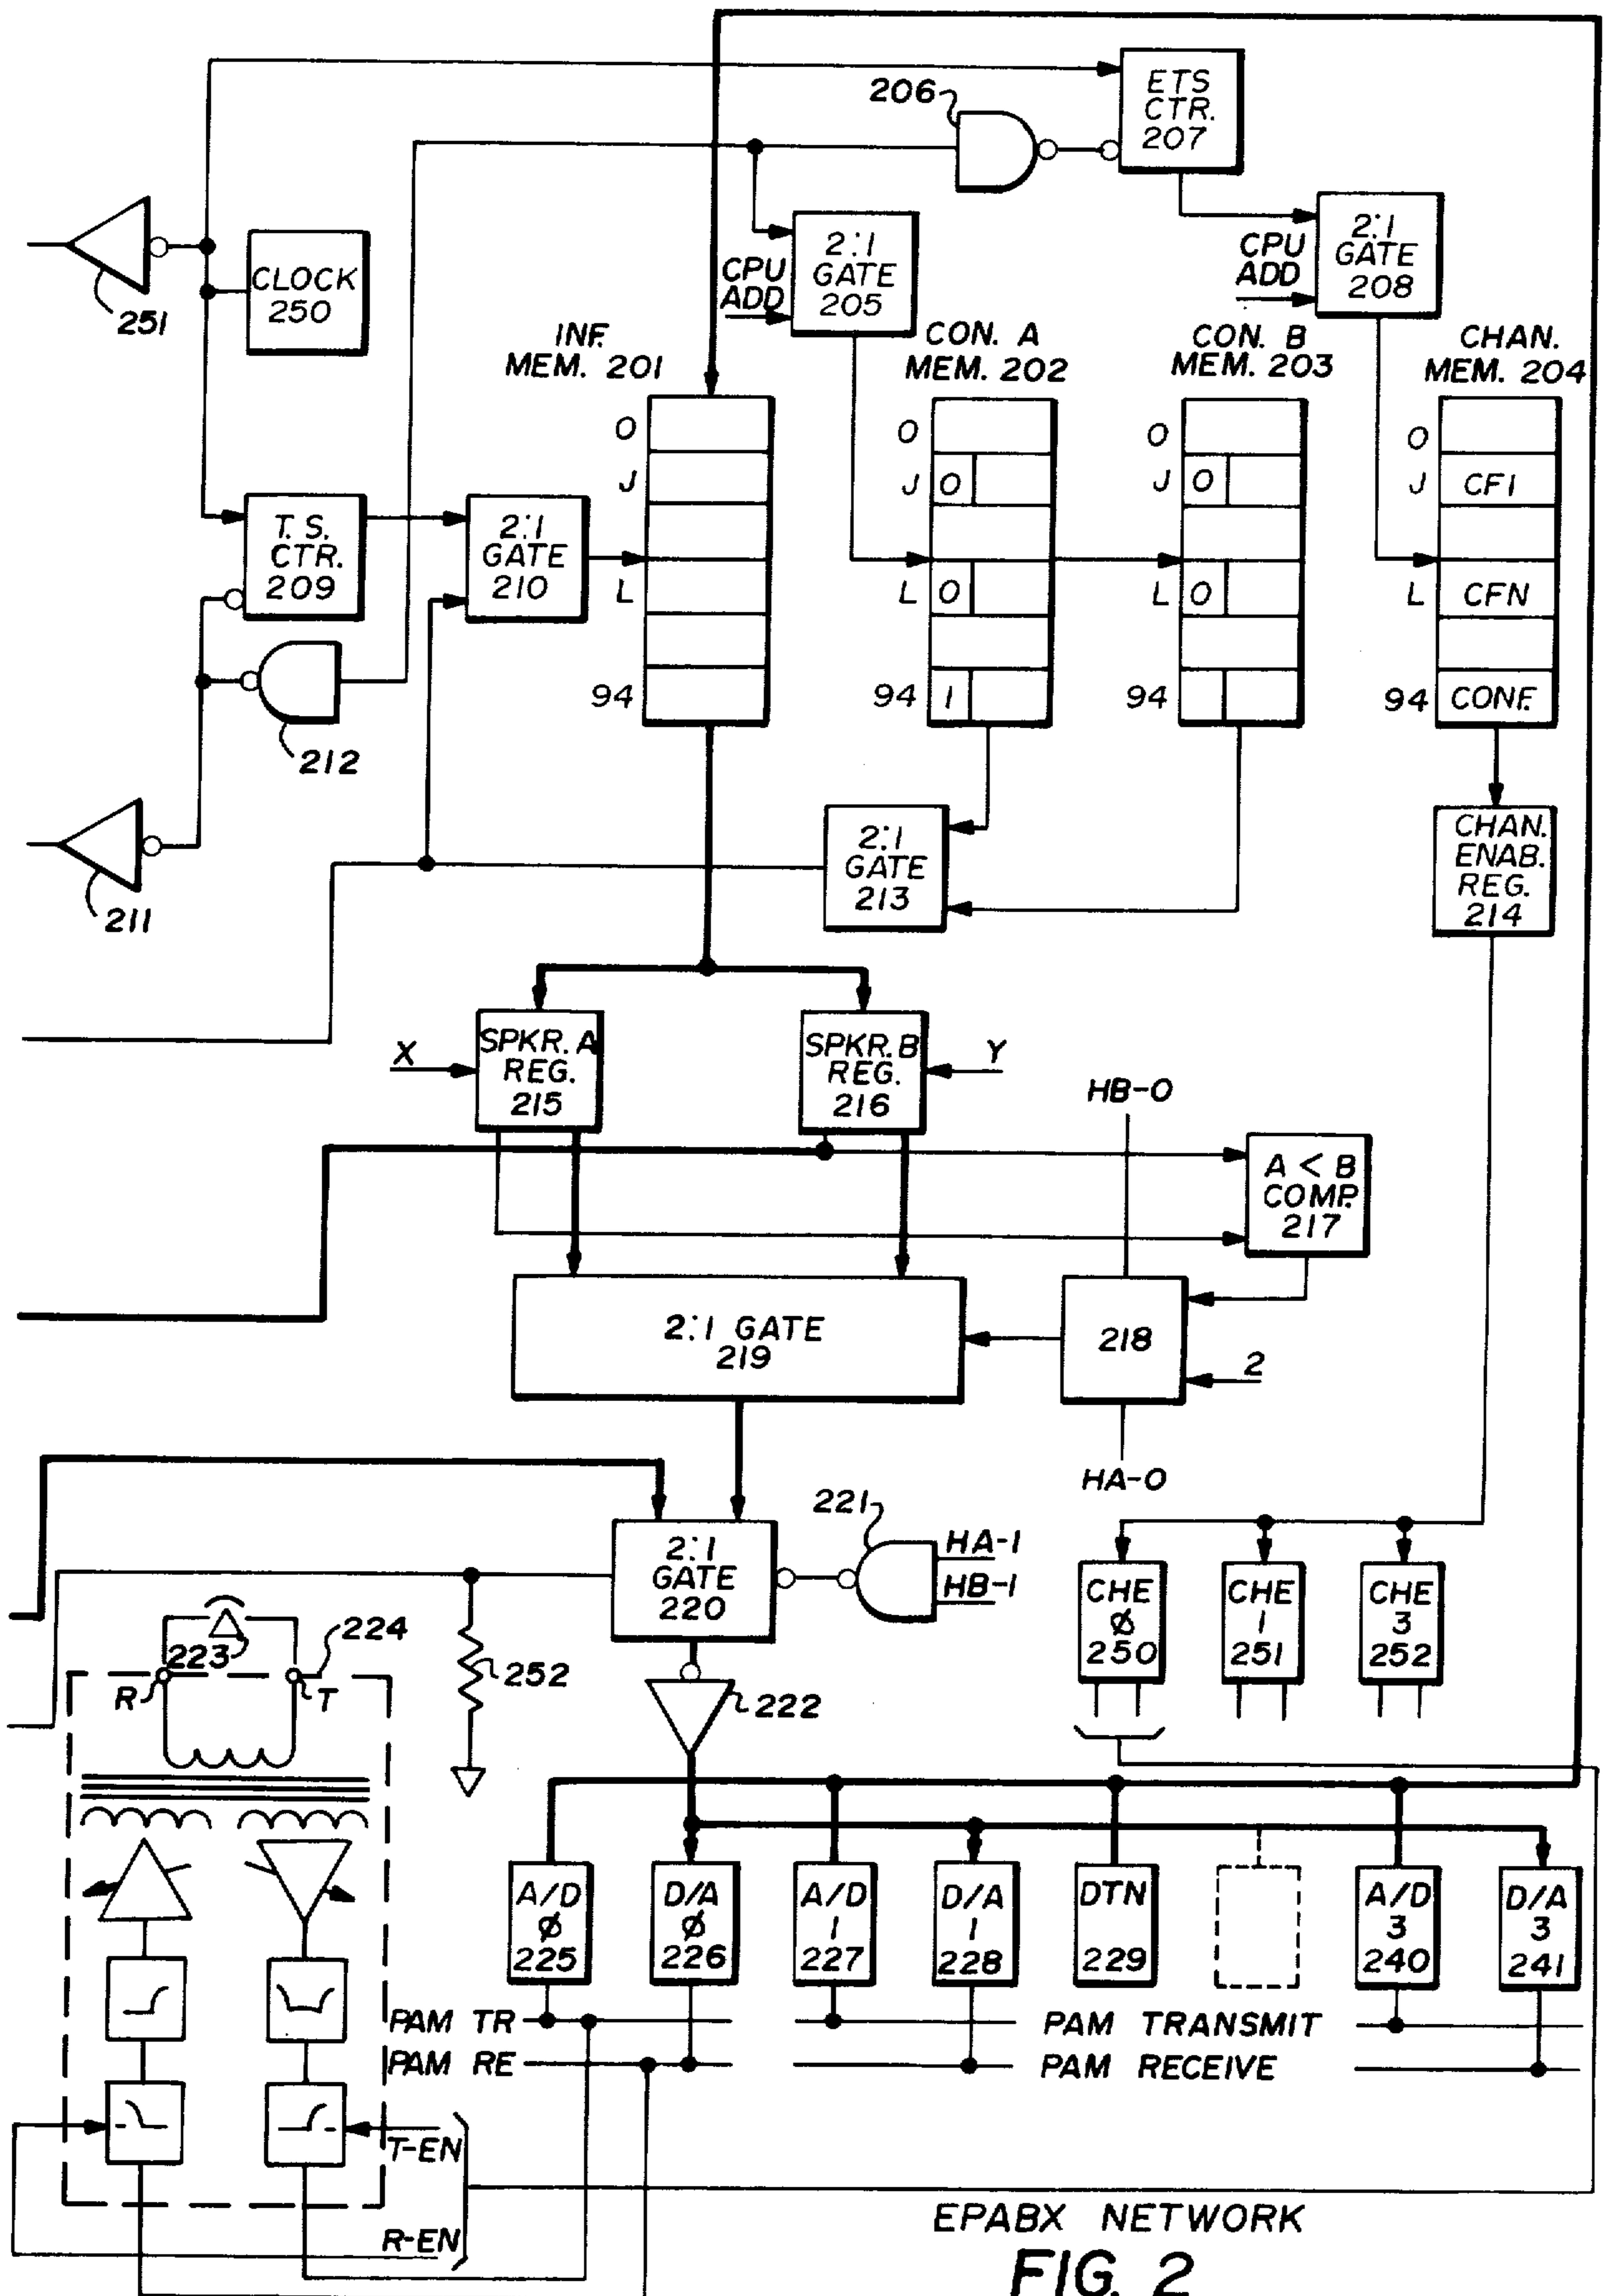 ETS
CTR.
207
206
2:1
GATE
205
CPU
ADD
2:1
GATE
208
CPU
ADD
251
CLOCK
250
INF.
MEM. 201
CON. A
MEM. 202
CON. B
MEM. 203
CHAN.
MEM. 204
O
O
O
O
J
J O
J O
J CF1
T. S.
CTR.
209
2:1
GATE
210
L
L O
L O
L CFN
94
94 1
94
94 CONF.
212
211
2:1
GATE
213
CHAN.
ENAB.
REG.
214
X
SPKR. A
REG.
215
SPKR. B
REG.
216
Y
HB-0
A < B
COMP.
217
2:1 GATE
219
218
2
HA-0
221
HA-1
HB-1
2:1
GATE
220
CHE
Ø
250
CHE
1
251
CHE
3
252
223
224
R
T
252
222
A/D
Ø
225
D/A
Ø
226
A/D
1
227
D/A
1
228
DTN
229
A/D
3
240
D/A
3
241
PAM TR
PAM TRANSMIT
PAM RE
PAM RECEIVE
T-EN
R-EN
EPABX NETWORK
FIG. 2